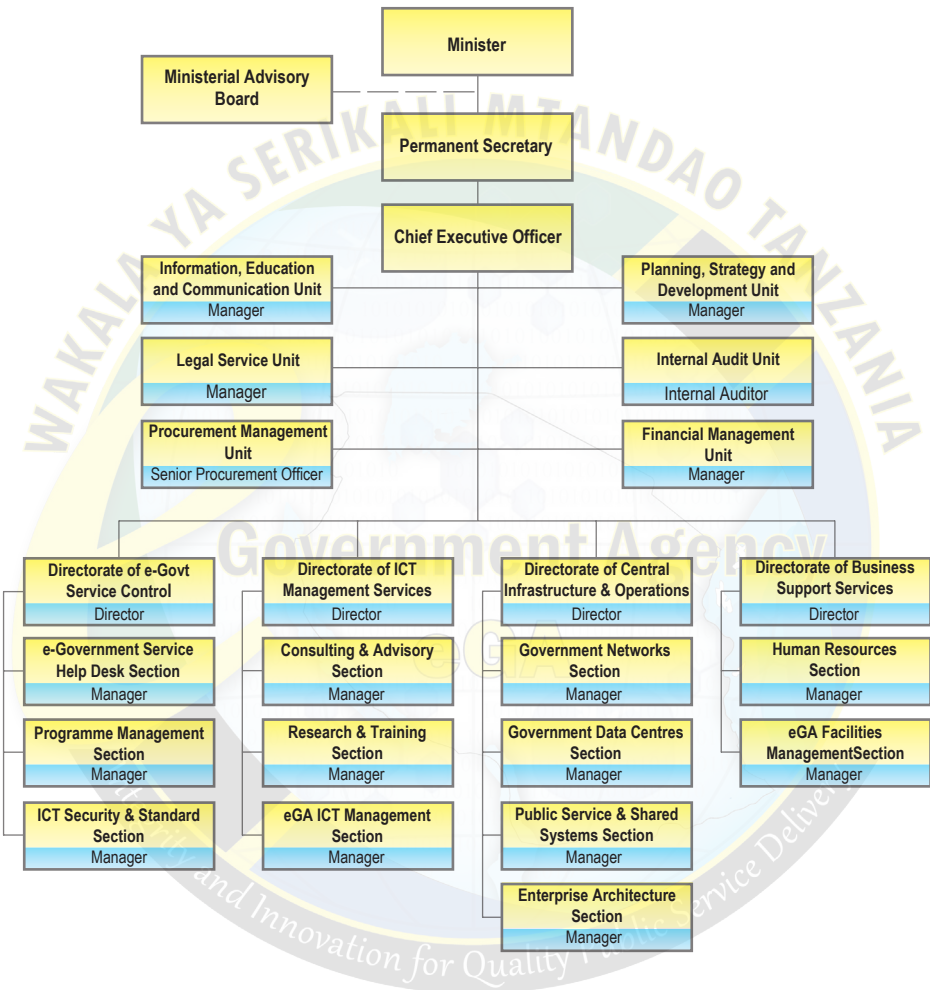 Minister
Ministerial Advisory
Board
Permanent Secretary
Chief Executive Officer
Information, Education
and Communication Unit
Manager
Planning, Strategy and
Development Unit
Manager
Legal Service Unit
Manager
Internal Audit Unit
Internal Auditor
Procurement Management
Unit
Senior Procurement Officer
Financial Management
Unit
Manager
Directorate of e-Govt
Service Control
Director
e-Government Service
Help Desk Section
Manager
Programme Management
Section
Manager
ICT Security & Standard
Section
Manager
Directorate of ICT
Management Services
Director
Consulting & Advisory
Section
Manager
Research & Training
Section
Manager
eGA ICT Management
Section
Manager
Directorate of Central
Infrastructure & Operations
Director
Government Networks
Section
Manager
Government Data Centres
Section
Manager
Public Service & Shared
Systems Section
Manager
Enterprise Architecture
Section
Manager
Directorate of Business
Support Services
Director
Human Resources
Section
Manager
eGA Facilities
ManagementSection
Manager
WAKALA YA SERIKALI MTANDAO TANZANIA
Government Agency
eGA
and Innovation for Quality Public Service Delivery